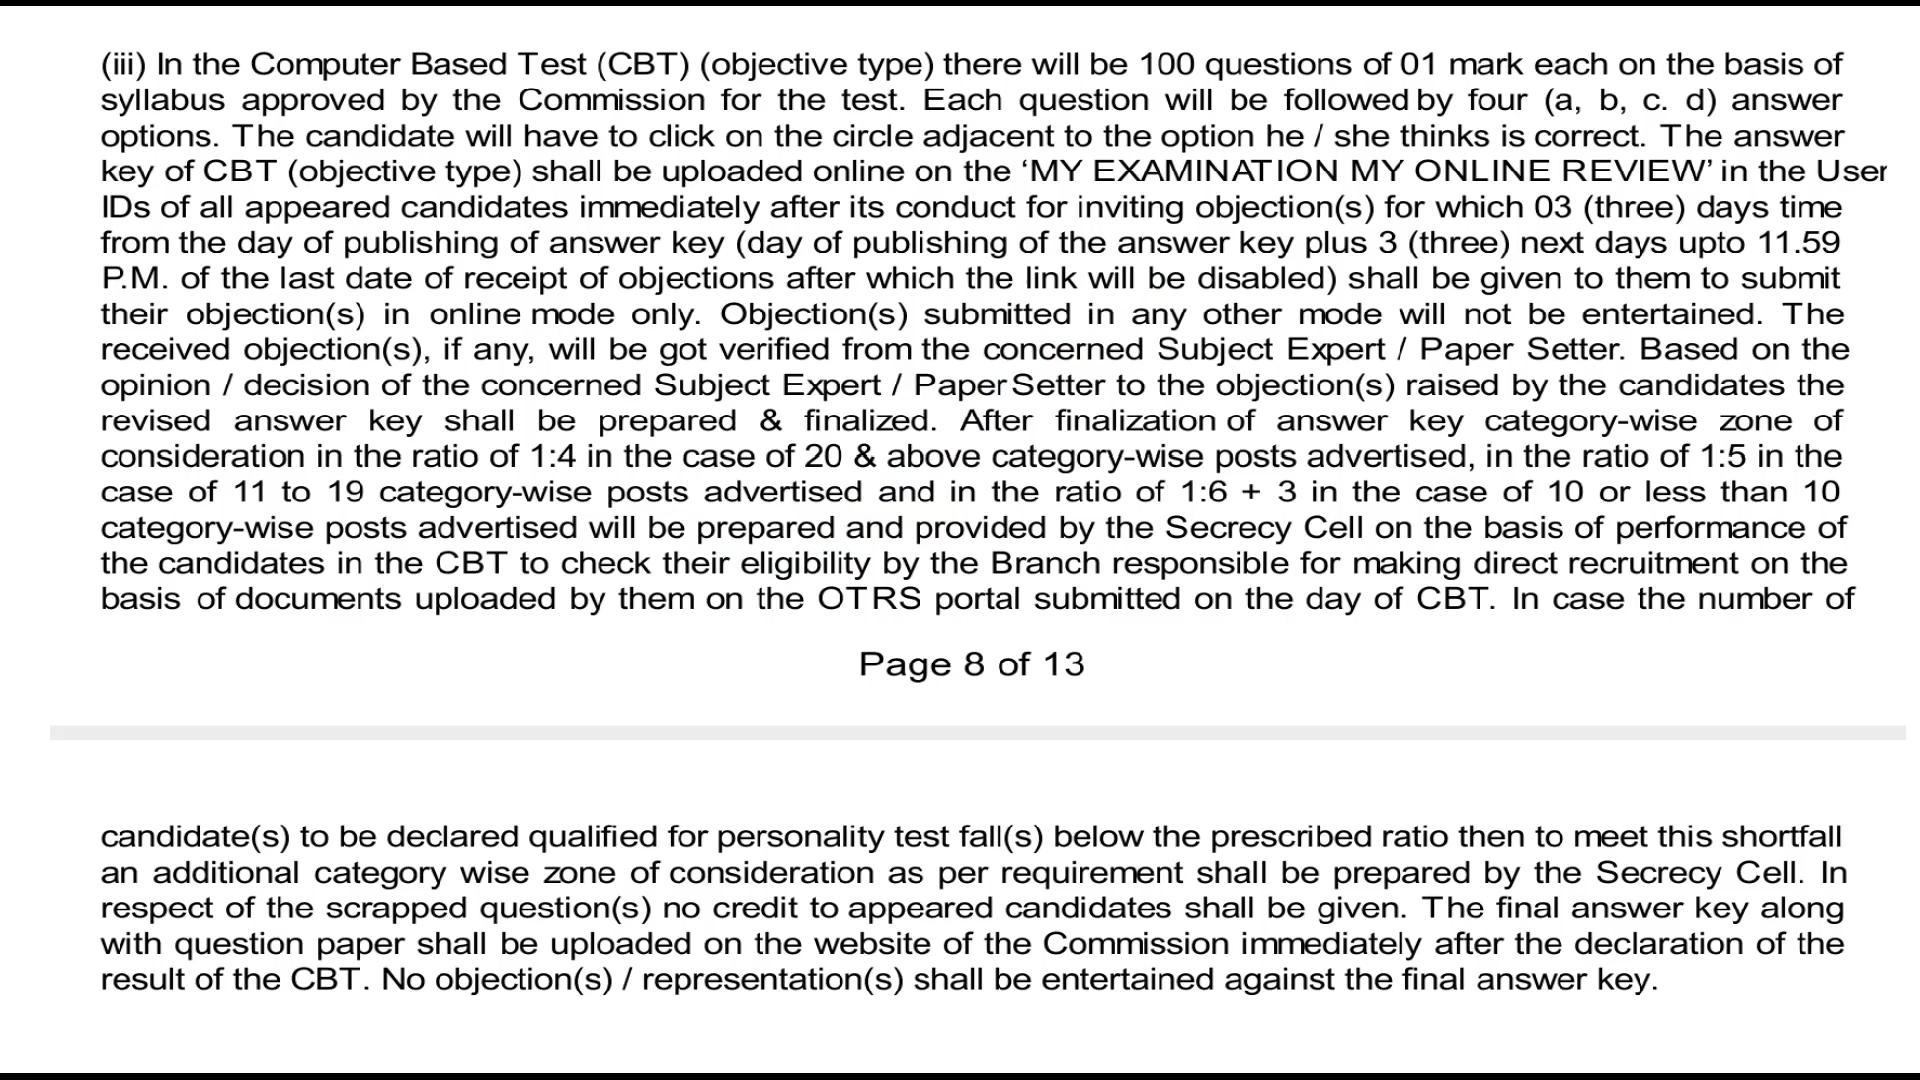 (iii) In the Computer Based Test (CBT) (objective type) there will be 100 questions of 01 mark each on the basis of
syllabus approved by the Commission for the test. Each question will be followed by four (a, b, c. d) answer
options. The candidate will have to click on the circle adjacent to the option he / she thinks is correct. The answer
key of CBT (objective type) shall be uploaded online on the ‘MY EXAMINATION MY ONLINE REVIEW’ in the User
IDs of all appeared candidates immediately after its conduct for inviting objection(s) for which 03 (three) days time
from the day of publishing of answer key (day of publishing of the answer key plus 3 (three) next days upto 11.59
P.M. of the last date of receipt of objections after which the link will be disabled) shall be given to them to submit
their objection(s) in online mode only. Objection(s) submitted in any other mode will not be entertained. The
received objection(s), if any, will be got verified from the concerned Subject Expert / Paper Setter. Based on the
opinion / decision of the concerned Subject Expert / Paper Setter to the objection(s) raised by the candidates the
revised answer key shall be prepared & finalized. After finalization of answer key category-wise zone of
consideration in the ratio of 1:4 in the case of 20 & above category-wise posts advertised, in the ratio of 1:5 in the
case of 11 to 19 category-wise posts advertised and in the ratio of 1:6 + 3 in the case of 10 or less than 10
category-wise posts advertised will be prepared and provided by the Secrecy Cell on the basis of performance of
the candidates in the CBT to check their eligibility by the Branch responsible for making direct recruitment on the
basis of documents uploaded by them on the OTRS portal submitted on the day of CBT. In case the number of
Page 8 of 13
candidate(s) to be declared qualified for personality test fall(s) below the prescribed ratio then to meet this shortfall
an additional category wise zone of consideration as per requirement shall be prepared by the Secrecy Cell. In
respect of the scrapped question(s) no credit to appeared candidates shall be given. The final answer key along
with question paper shall be uploaded on the website of the Commission immediately after the declaration of the
result of the CBT. No objection(s) / representation(s) shall be entertained against the final answer key.